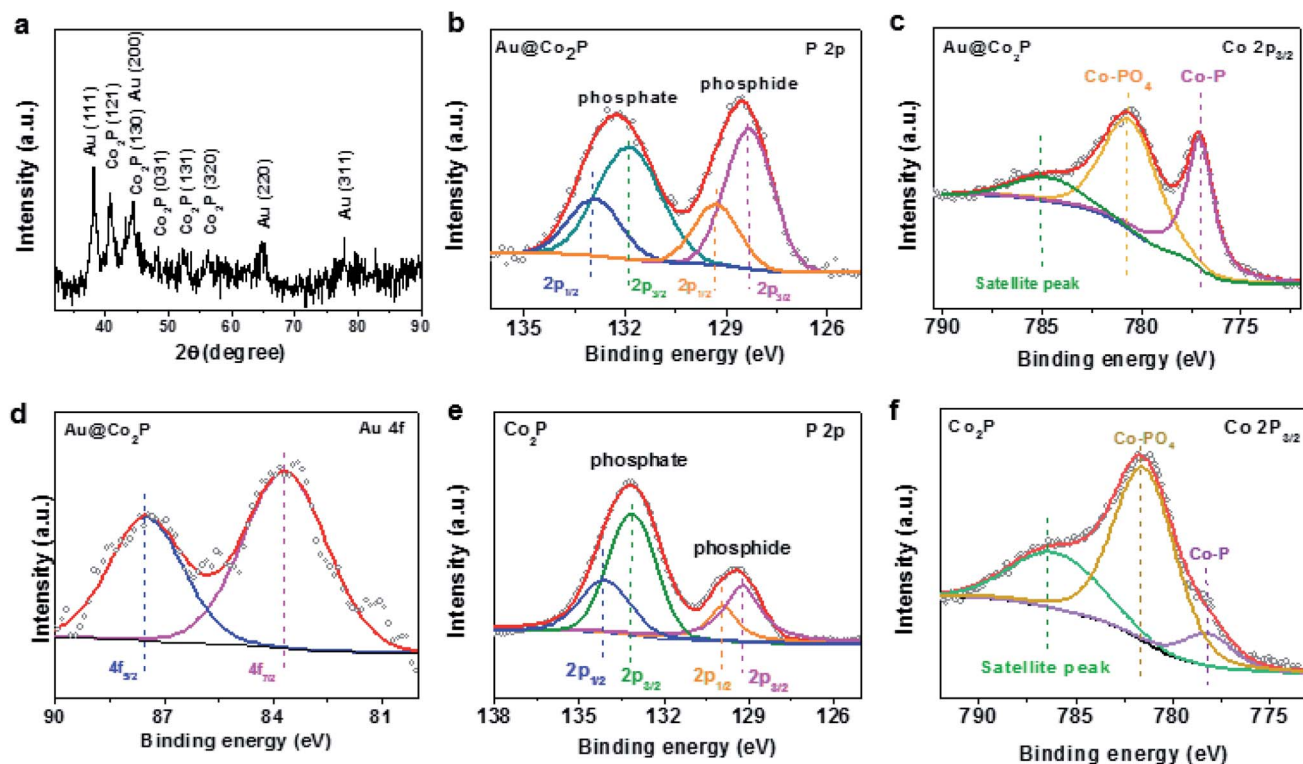 a
Intensity (a.u.)
Au (111)
Co₂P (121)
Co₂P (130) Au (200)
Co₂P (031)
Co₂P (131)
Co₂P (320)
Au (220)
Au (311)
40 50 60 70 80 90
2θ (degree)
b
Au@Co₂P P 2p
phosphate
phosphide
Intensity (a.u.)
2p₁/₂ 2p₃/₂ 2p₁/₂ 2p₃/₂
135 132 128 125
Binding energy (eV)
c
Au@Co₂P Co 2p₃/₂
Co-PO₄ Co-P
Intensity (a.u.)
Satellite peak
790 785 780 775
Binding energy (eV)
d
Au@Co₂P Au 4f
Intensity (a.u.)
4f₅/₂ 4f₇/₂
90 87 84 81
Binding energy (eV)
e
Co₂P P 2p
phosphate
phosphide
Intensity (a.u.)
2p₁/₂ 2p₃/₂ 2p₁/₂ 2p₃/₂
138 135 132 128 125
Binding energy (eV)
f
Co₂P Co 2P₃/₂
Co-PO₄
Co-P
Intensity (a.u.)
Satellite peak
790 785 780 775
Binding energy (eV)